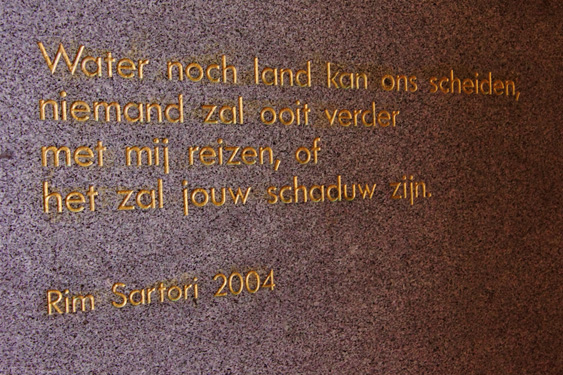 Water noch land kan ons scheiden,
niemand zal ooit verder
met mij reizen, of
het zal jouw schaduw zijn.
Rim Sartori 2004